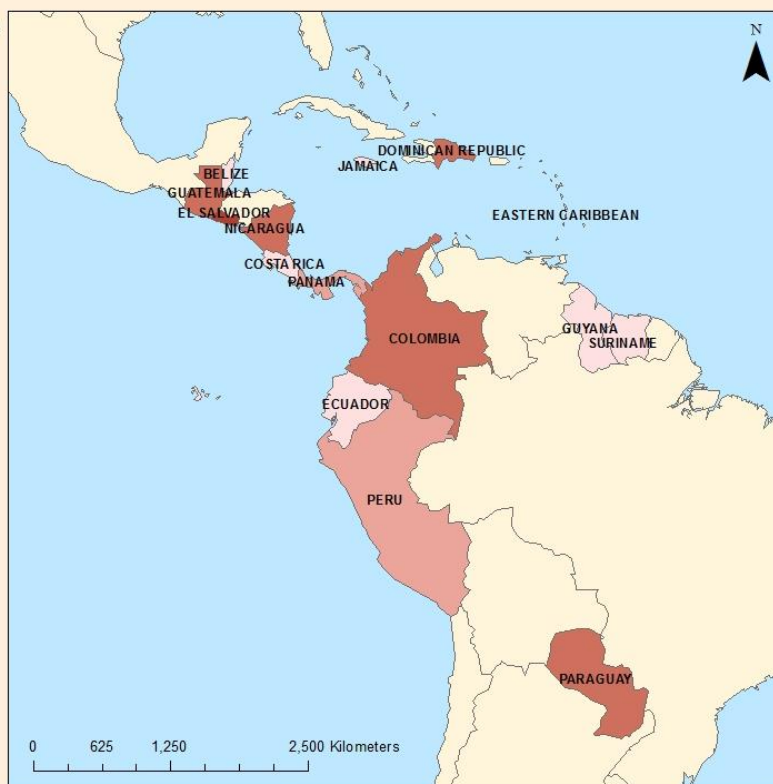 N
DOMINICAN REPUBLIC
JAMAICA
BELIZE
GUATEMALA
EL SALVADOR
NICARAGUA
EASTERN CARIBBEAN
COSTA RICA
PANAMA
GUYANA
SURINAME
COLOMBIA
ECUADOR
PERU
PARAGUAY
0 625 1,250 2,500 Kilometers